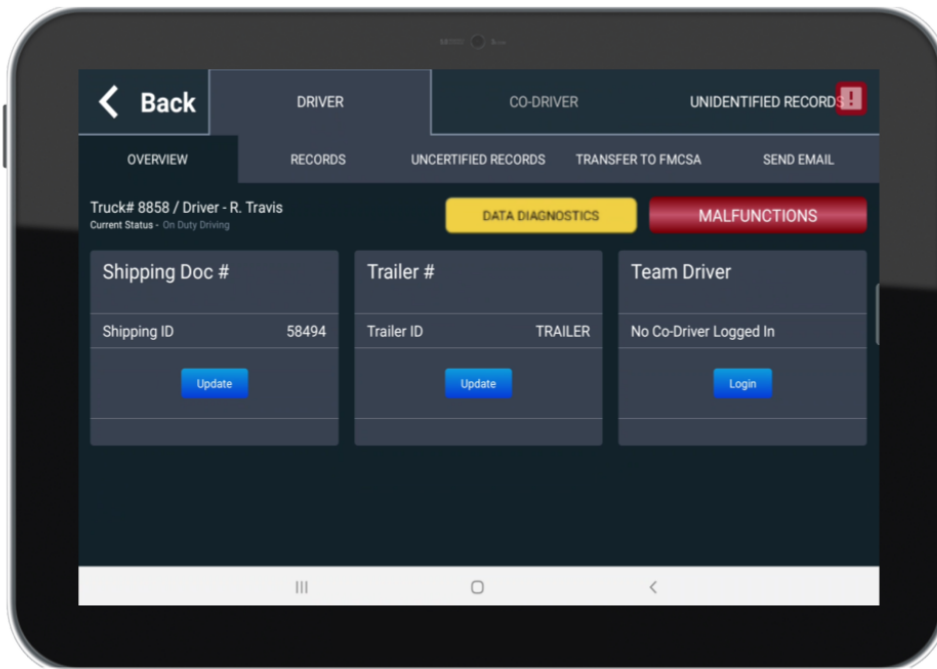 Back
DRIVER
CO-DRIVER
UNIDENTIFIED RECORDS
!
OVERVIEW
RECORDS
UNCERTIFIED RECORDS
TRANSFER TO FMCSA
SEND EMAIL
Truck# 8858 / Driver - R. Travis
Current Status - On Duty Driving
DATA DIAGNOSTICS
MALFUNCTIONS
Shipping Doc #
Shipping ID 58494
Update
Trailer #
Trailer ID TRAILER
Update
Team Driver
No Co-Driver Logged In
Login